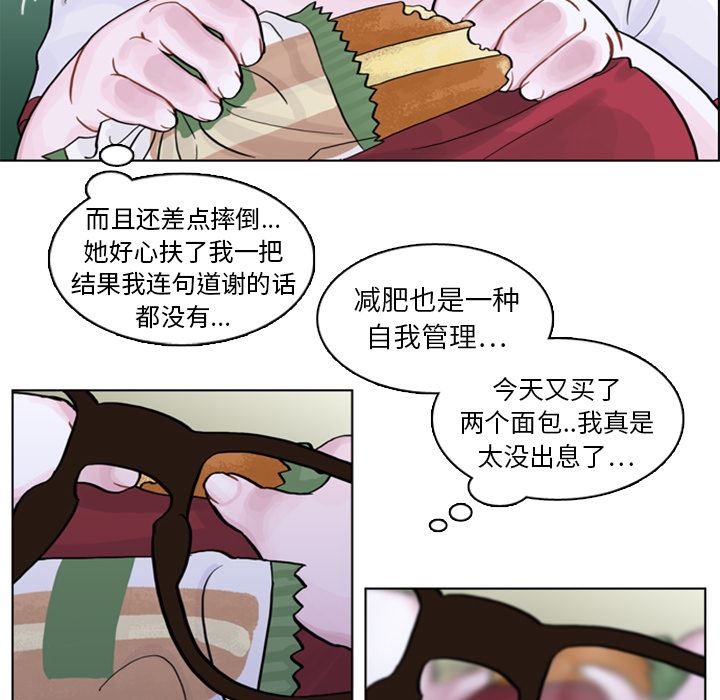 而且还差点摔倒...
她好心扶了我一把
结果我连句道谢的话
都没有...
减肥也是一种
自我管理...
今天又买了
两个面包..我真是
太没出息了...